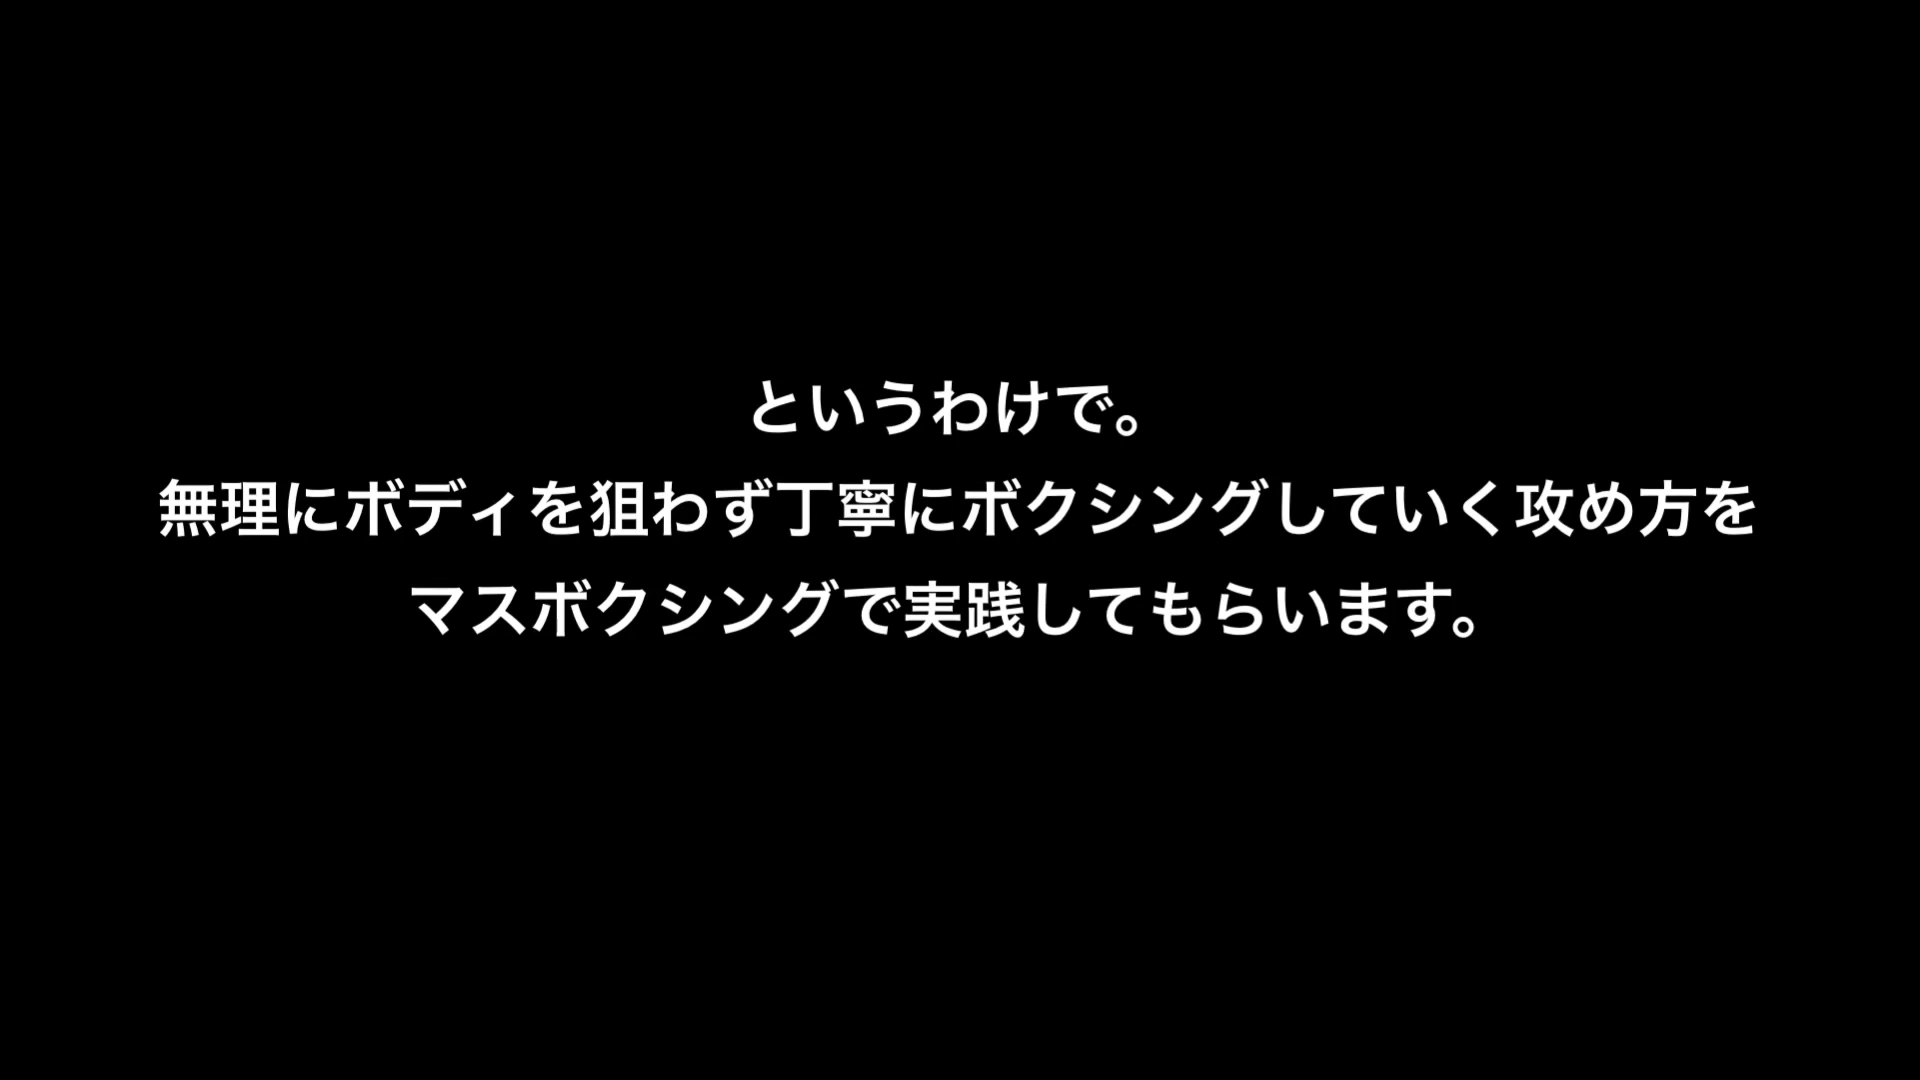 というわけで。
無理にボディを狙わず丁寧にボクシングしていく攻め方を
マスボクシングで実践してもらいます。